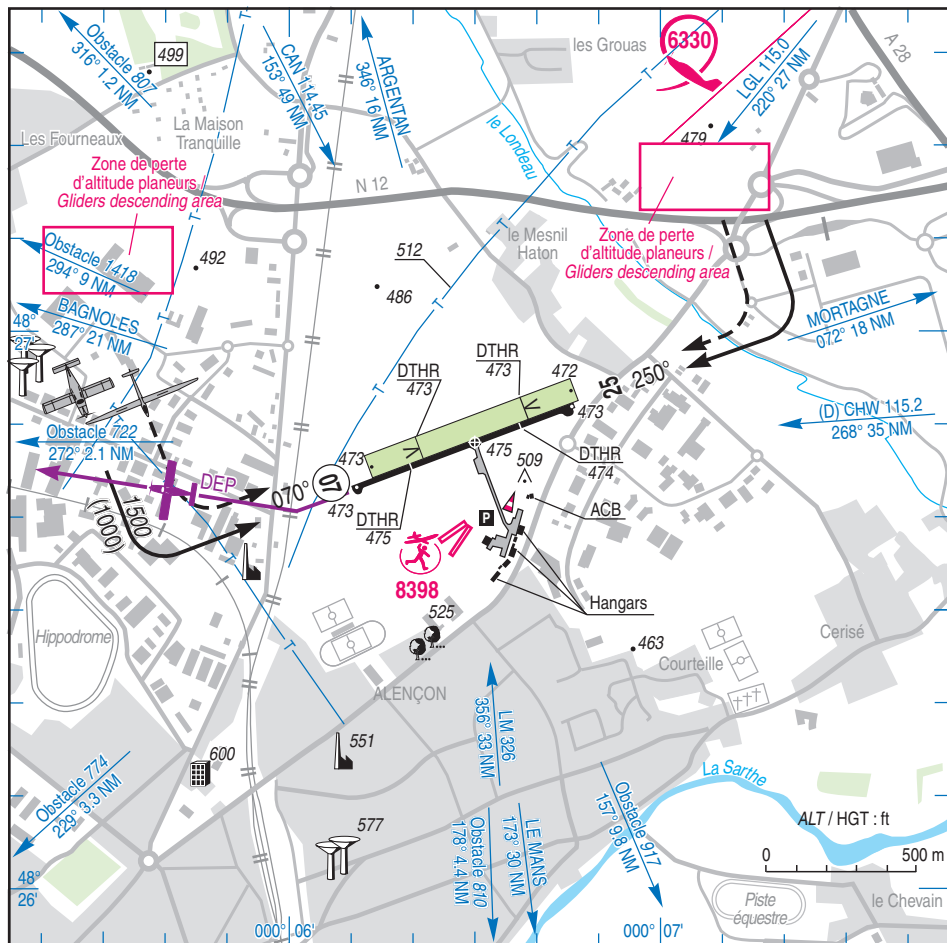 Obstacle 807
316° 1.2 NM
499
CAN 114.45
153° 49 NM
ARGENTAN
346° 16 NM
les Grouas
6330
LGL 115.0
220° 27 NM
A 28
Les Fourneaux
La Maison
Tranquille
le Londeau
479
Zone de perte
d'altitude planeurs /
Gliders descending area
N 12
Obstacle 1418
294° 9 NM
492
512
486
le Mesnil
Haton
Zone de perte
d'altitude planeurs /
Gliders descending area
BAGNOLES
287° 21 NM
MORTAGNE
072° 18 NM
48°
27'
DTHR
473
DTHR
473
472
25
250°
473
(D) CHW 115.2
268° 35 NM
Obstacle 722
272° 2.1 NM
473
475
DTHR
474
509
DEP
070°
07
473
DTHR
475
P
ACB
1500
(1000)
8398
Hangars
525
Hippodrome
463
Courteille
Cerisé
ALENÇON
LM 326
356° 33 NM
600
551
Obstacle 774
229° 3.3 NM
577
La Sarthe
Obstacle 917
157° 9.8 NM
LE MANS
173° 30 NM
Obstacle 810
178° 4.4 NM
ALT / HGT : ft
0
500 m
48°
26'
000° 06'
000° 07'
Piste
équestre
le Chevain
T
T
T
T
T
T
T
T
T